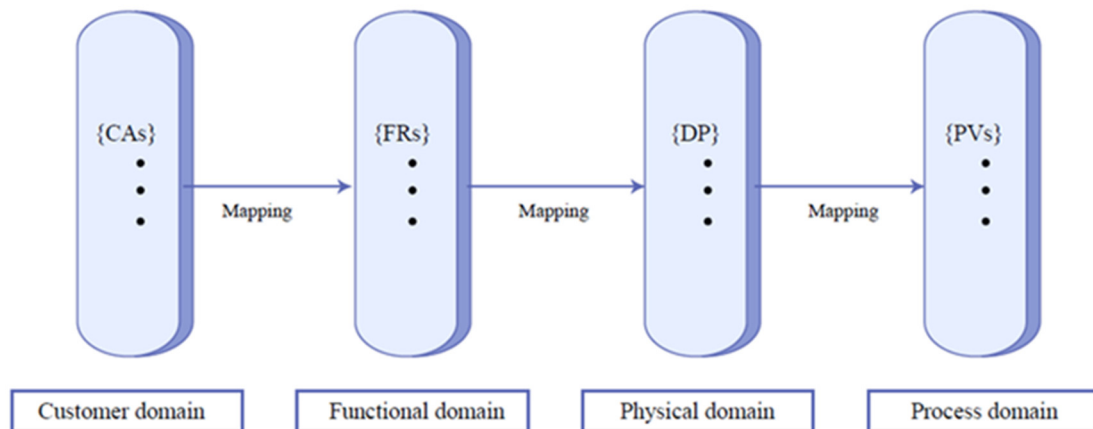 {CAs}
{FRs}
{DP}
{PVs}
Mapping
Mapping
Mapping
Customer domain
Functional domain
Physical domain
Process domain